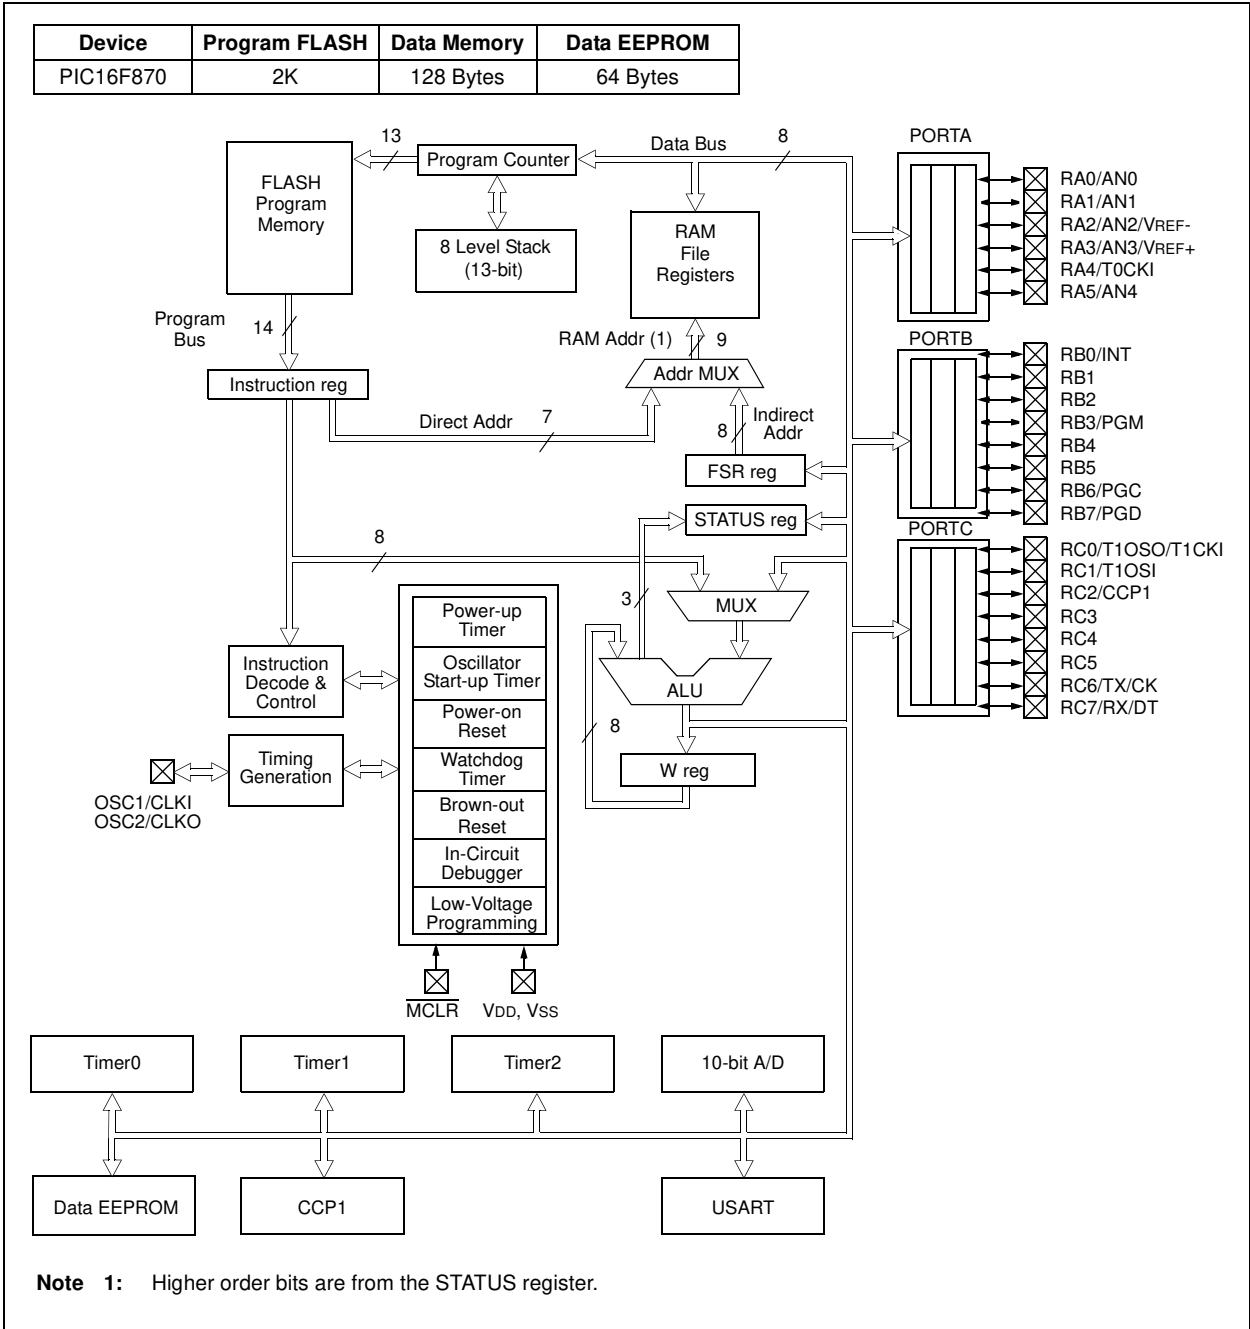 Device Program FLASH Data Memory Data EEPROM
PIC16F870 2K 128 Bytes 64 Bytes
13
Program Counter
Data Bus
8
FLASH
Program
Memory
8 Level Stack
(13-bit)
RAM
File
Registers
Program
Bus
14
RAM Addr (1)
9
Addr MUX
Instruction reg
Direct Addr
7
8
Indirect
Addr
FSR reg
STATUS reg
8
3
MUX
ALU
8
W reg
Power-up
Timer
Oscillator
Start-up Timer
Power-on
Reset
Watchdog
Timer
Brown-out
Reset
In-Circuit
Debugger
Low-Voltage
Programming
Instruction
Decode &
Control
Timing
Generation
OSC1/CLKI
OSC2/CLKO
MCLR
VDD, VSS
PORTA
RA0/AN0
RA1/AN1
RA2/AN2/VREF-
RA3/AN3/VREF+
RA4/T0CKI
RA5/AN4
PORTB
RB0/INT
RB1
RB2
RB3/PGM
RB4
RB5
RB6/PGC
RB7/PGD
PORTC
RC0/T1OSO/T1CKI
RC1/T1OSI
RC2/CCP1
RC3
RC4
RC5
RC6/TX/CK
RC7/RX/DT
Timer0
Timer1
Timer2
10-bit A/D
Data EEPROM
CCP1
USART
Note 1: Higher order bits are from the STATUS register.